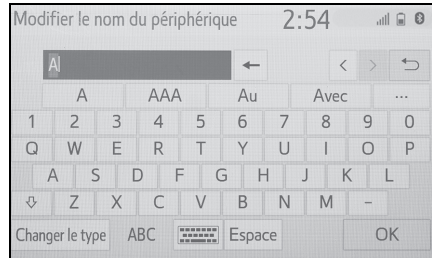 Modifier le nom du périphérique 2:54
A ← < >
A AAA Au Avec ...
1 2 3 4 5 6 7 8 9 0
Q W E R T Y U I O P
A S D F G H J K L
Z X C V B N M -
Changer le type ABC Espace OK